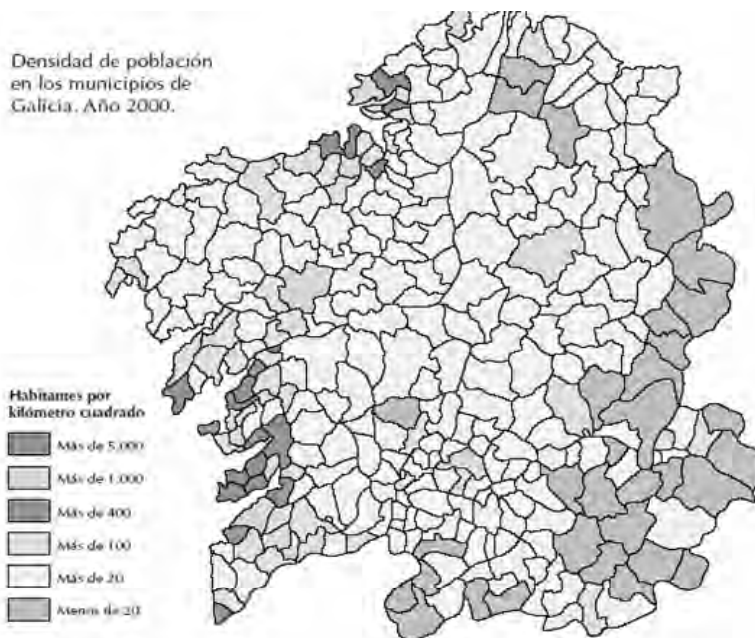 Densidad de población
en los municipios de
Galicia. Año 2000.
Habitantes por
kilómetro cuadrado
Más de 5.000
Más de 1.000
Más de 400
Más de 100
Más de 20
Menos de 20